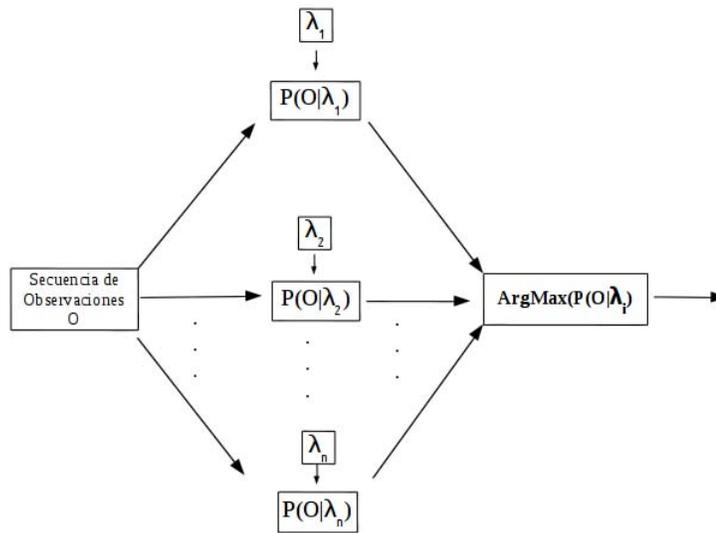 λ₁
P(O|λ₁)
λ₂
Secuencia de
Observaciones
O
P(O|λ₂)
ArgMax(P(O|λᵢ)
λₙ
P(O|λₙ)